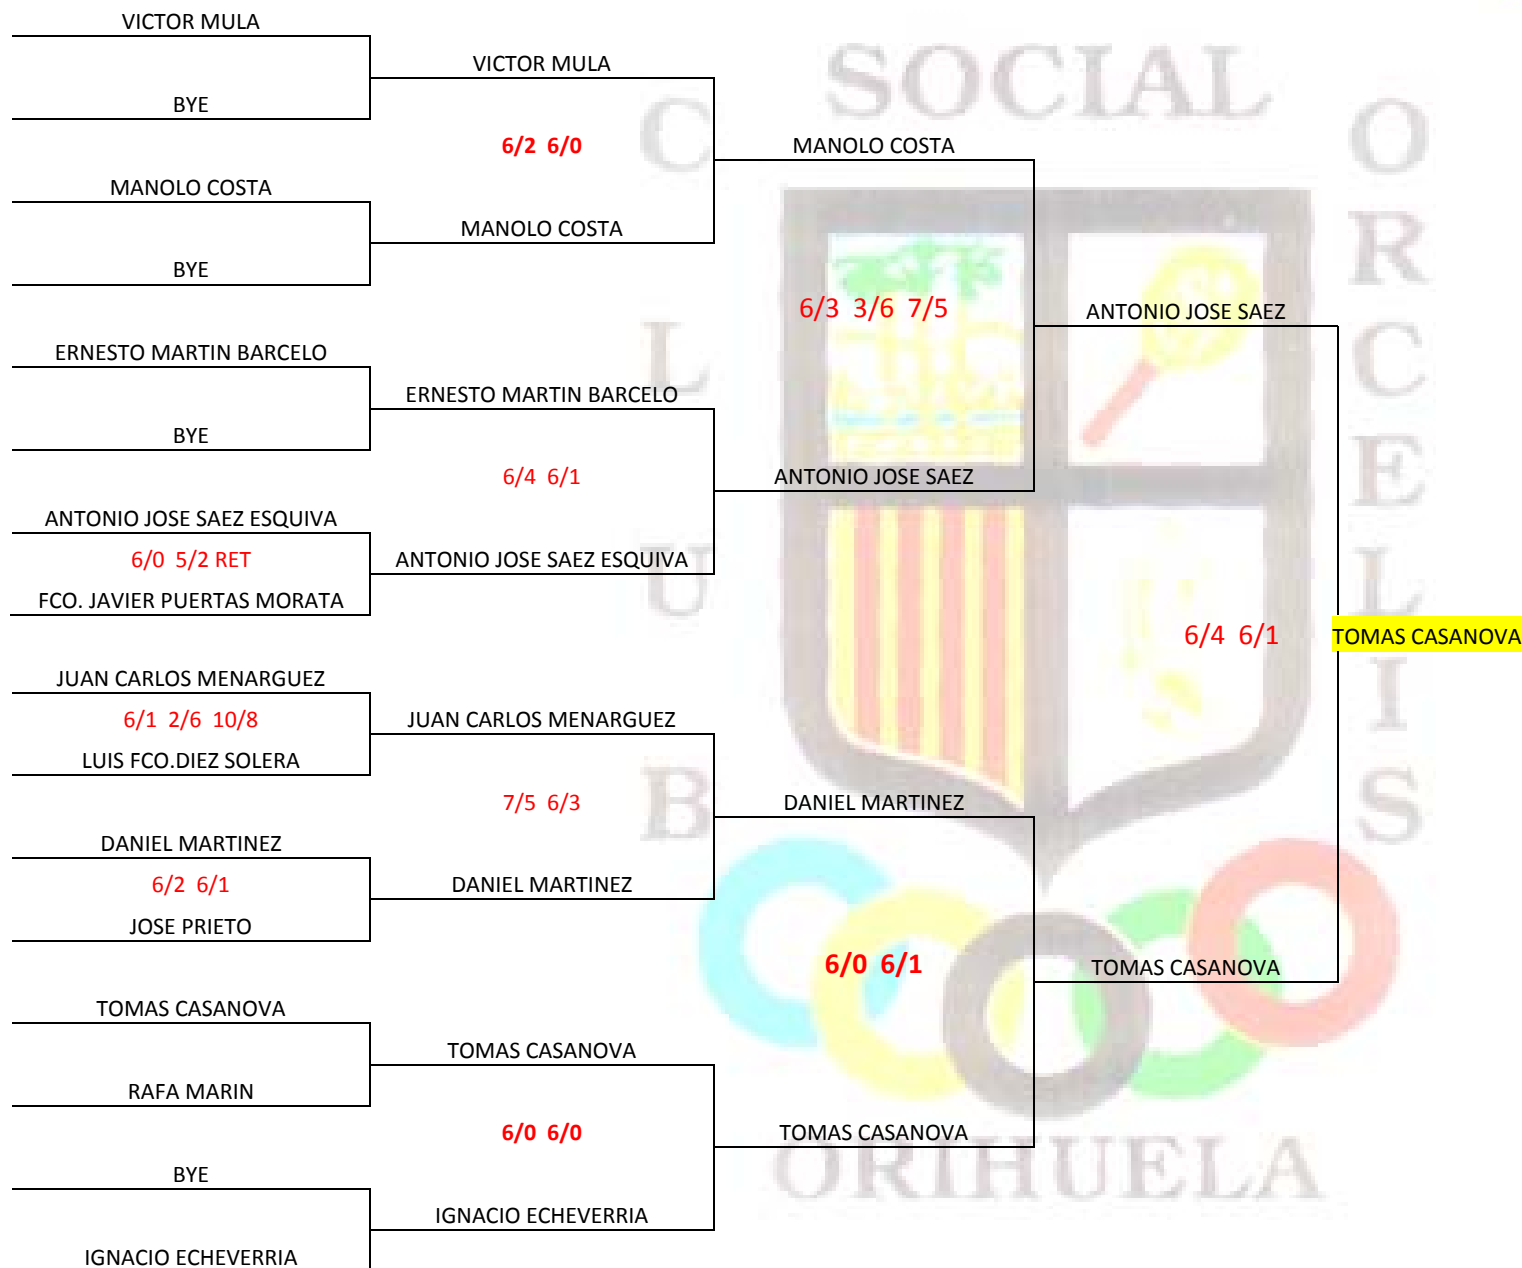 VICTOR MULA
VICTOR MULA
BYE
6/2 6/0
MANOLO COSTA
MANOLO COSTA
MANOLO COSTA
BYE
6/3 3/6 7/5
ANTONIO JOSE SAEZ
ERNESTO MARTIN BARCELO
ERNESTO MARTIN BARCELO
BYE
6/4 6/1
ANTONIO JOSE SAEZ
ANTONIO JOSE SAEZ ESQUIVA
6/0 5/2 RET
ANTONIO JOSE SAEZ ESQUIVA
FCO. JAVIER PUERTAS MORATA
6/4 6/1
TOMAS CASANOVA
JUAN CARLOS MENARGUEZ
6/1 2/6 10/8
JUAN CARLOS MENARGUEZ
LUIS FCO.DIEZ SOLERA
7/5 6/3
DANIEL MARTINEZ
DANIEL MARTINEZ
6/2 6/1
DANIEL MARTINEZ
JOSE PRIETO
6/0 6/1
TOMAS CASANOVA
TOMAS CASANOVA
TOMAS CASANOVA
RAFA MARIN
6/0 6/0
TOMAS CASANOVA
BYE
IGNACIO ECHEVERRIA
IGNACIO ECHEVERRIA
CLUB
SOCIAL
ORCELIS
ORIHUELA